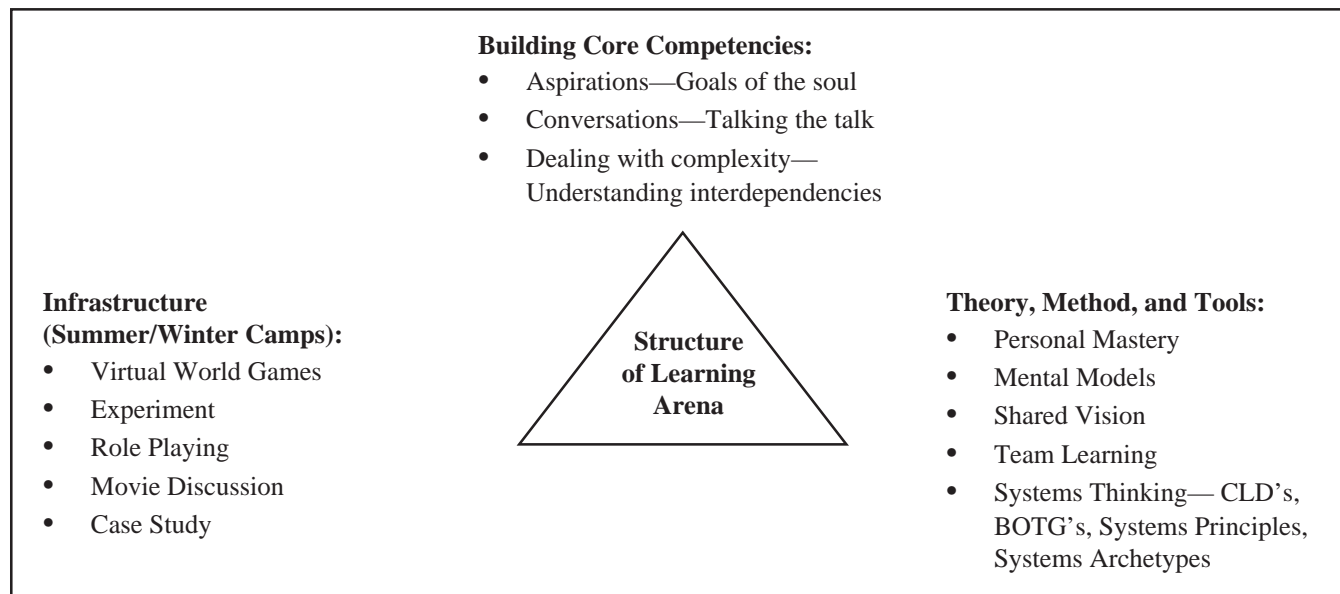 Building Core Competencies:
• Aspirations—Goals of the soul
• Conversations—Talking the talk
• Dealing with complexity—
Understanding interdependencies
Infrastructure
(Summer/Winter Camps):
• Virtual World Games
• Experiment
• Role Playing
• Movie Discussion
• Case Study
Structure
of Learning
Arena
Theory, Method, and Tools:
• Personal Mastery
• Mental Models
• Shared Vision
• Team Learning
• Systems Thinking— CLD’s,
BOTG’s, Systems Principles,
Systems Archetypes